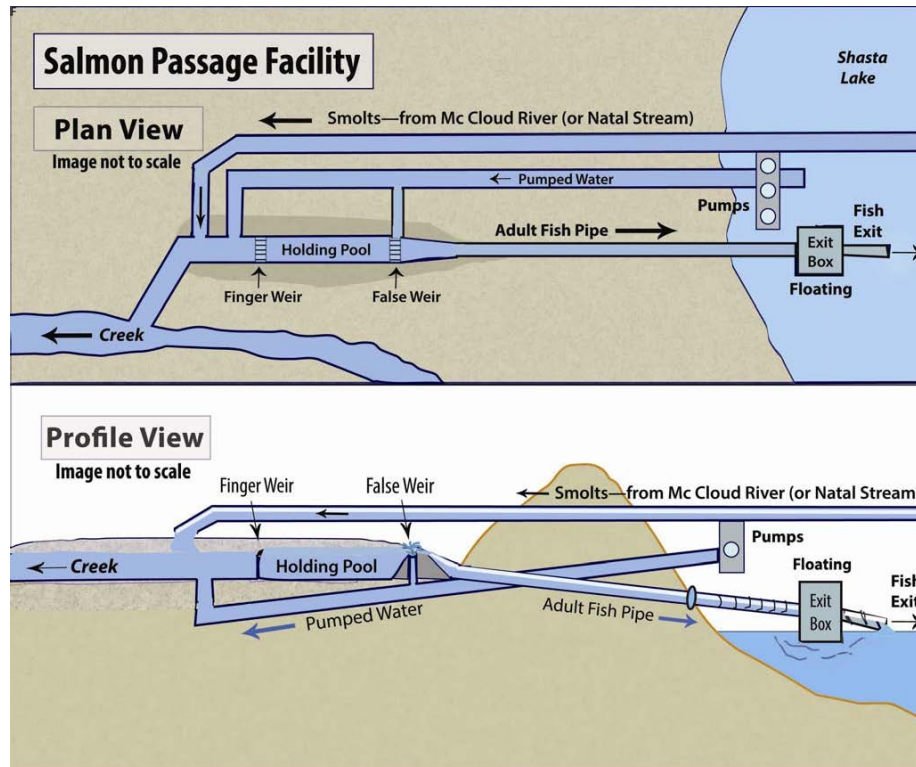 Salmon Passage Facility
Shasta
Lake
Plan View
Image not to scale
Smolts—from Mc Cloud River (or Natal Stream)
Pumped Water
Pumps
Fish
Exit
Adult Fish Pipe
Holding Pool
Exit
Box
Finger Weir
False Weir
Floating
Creek
Profile View
Image not to scale
Finger Weir
False Weir
Smolts—from Mc Cloud River (or Natal Stream)
Pumps
Floating
Creek
Holding Pool
Fish
Exit
Exit
Box
Pumped Water
Adult Fish Pipe